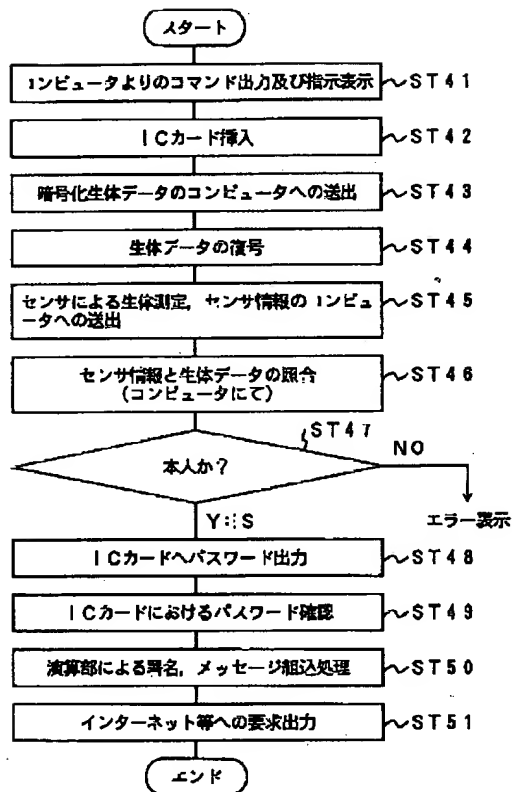 スタート
コンピュータよりのコマンド出力及び指示表示 ～ST41
ICカード挿入 ～ST42
暗号化生体データのコンピュータへの送出 ～ST43
生体データの復号 ～ST44
センサによる生体測定，センサ情報のコンピュ
ータへの送出 ～ST45
センサ情報と生体データの照合
（コンピュータにて） ～ST46
ST47
本人か？ NO
YES
エラー表示
ICカードへパスワード出力 ～ST48
ICカードにおけるパスワード確認 ～ST49
演算部による署名，メッセージ組込処理 ～ST50
インターネット等への要求出力 ～ST51
エンド